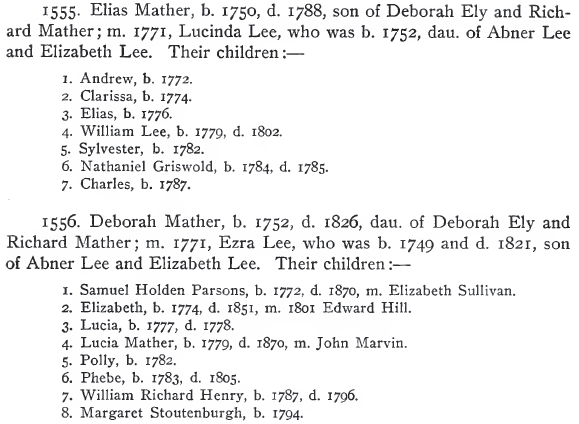 1555. Elias Mather, b. 1750, d. 1788, son of Deborah Ely and Rich-
ard Mather; m. 1771, Lucinda Lee, who was b. 1752, dau. of Abner Lee
and Elizabeth Lee. Their children:—
1. Andrew, b. 1772.
2. Clarissa, b. 1774.
3. Elias, b. 1776.
4. William Lee, b. 1779, d. 1802.
5. Sylvester, b. 1782.
6. Nathaniel Griswold, b. 1784, d. 1785.
7. Charles, b. 1787.
1556. Deborah Mather, b. 1752, d. 1826, dau. of Deborah Ely and
Richard Mather; m. 1771, Ezra Lee, who was b. 1749 and d. 1821, son
of Abner Lee and Elizabeth Lee. Their children:—
1. Samuel Holden Parsons, b. 1772, d. 1870, m. Elizabeth Sullivan.
2. Elizabeth, b. 1774, d. 1851, m. 1801 Edward Hill.
3. Lucia, b. 1777, d. 1778.
4. Lucia Mather, b. 1779, d. 1870, m. John Marvin.
5. Polly, b. 1782.
6. Phebe, b. 1783, d. 1805.
7. William Richard Henry, b. 1787, d. 1796.
8. Margaret Stoutenburgh, b. 1794.